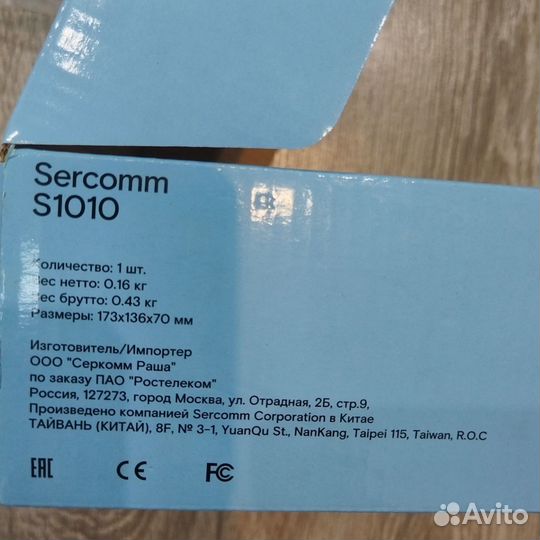 Sercomm
S1010
Количество: 1 шт.
Вес нетто: 0.16 кг
Вес брутто: 0.43 кг
Размеры: 173x136x70 мм
Изготовитель/Импортер
ООО "Серкомм Раша"
по заказу ПАО "Ростелеком"
Россия, 127273, город Москва, ул. Отрадная, 2Б, стр.9,
Произведено компанией Sercomm Corporation в Китае
ТАЙВАНЬ (КИТАЙ), 8F, № 3-1, YuanQu St., NanKang, Taipei 115, Taiwan, R.O.C
EAC CE FC
Avito